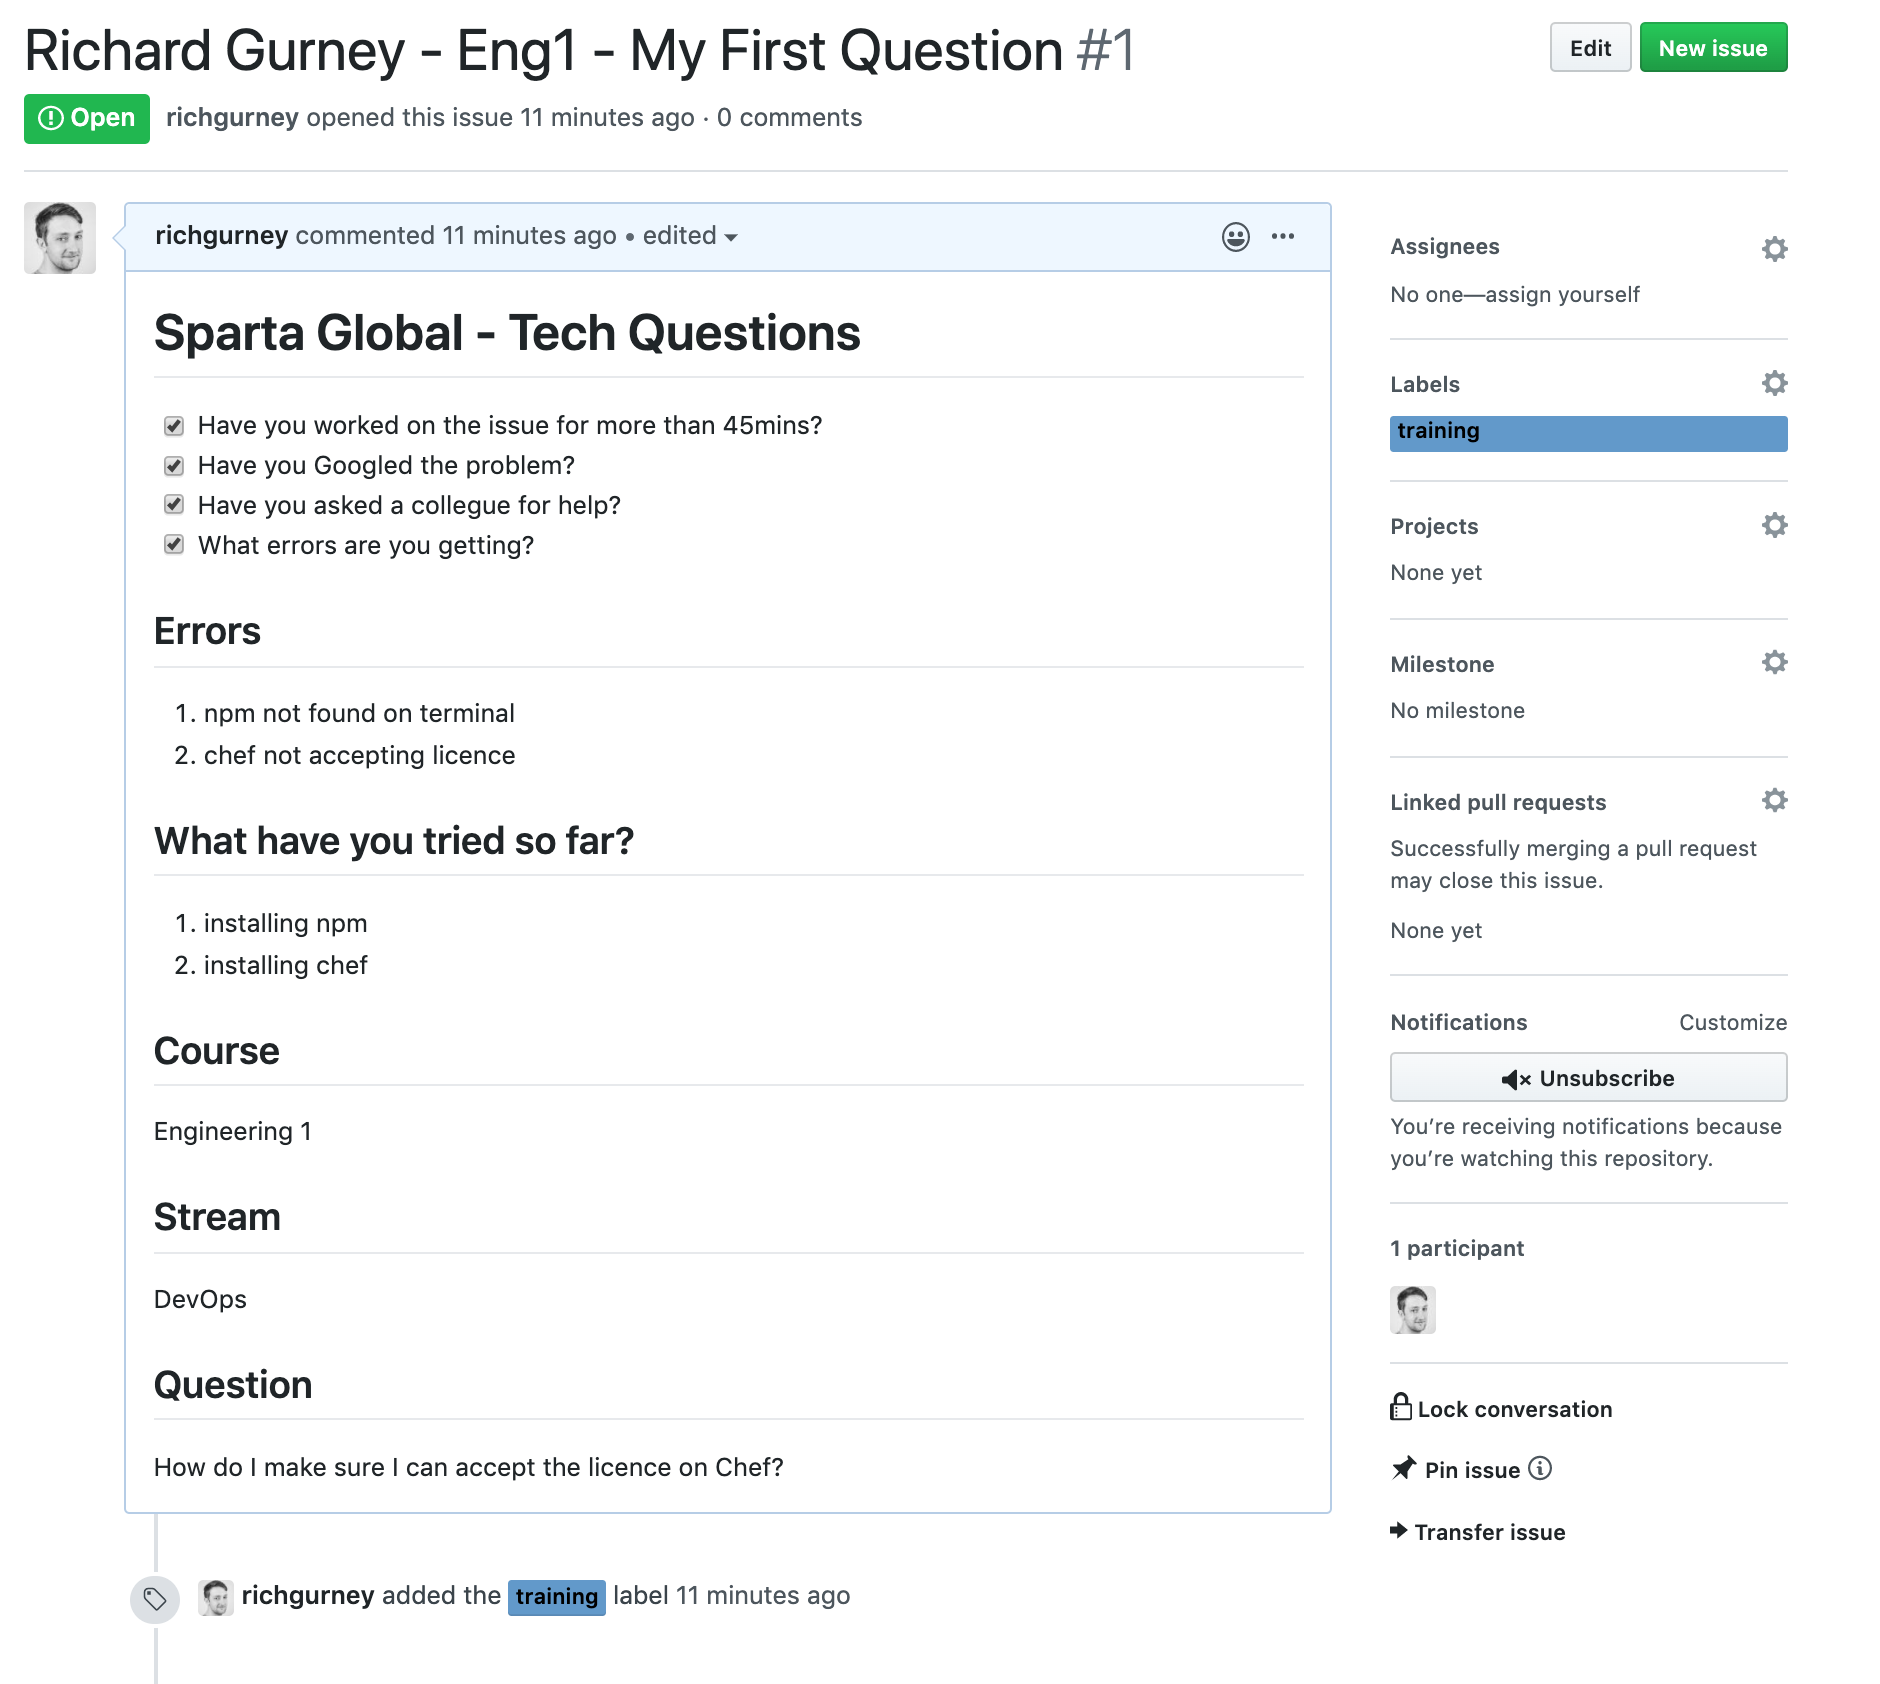 Richard Gurney - Eng1 - My First Question #1
Edit
New issue
Open
richgurney opened this issue 11 minutes ago · 0 comments
richgurney commented 11 minutes ago • edited
Sparta Global - Tech Questions
Have you worked on the issue for more than 45mins?
Have you Googled the problem?
Have you asked a collegue for help?
What errors are you getting?
Errors
1. npm not found on terminal
2. chef not accepting licence
What have you tried so far?
1. installing npm
2. installing chef
Course
Engineering 1
Stream
DevOps
Question
How do I make sure I can accept the licence on Chef?
richgurney added the training label 11 minutes ago
Assignees
No one—assign yourself
Labels
training
Projects
None yet
Milestone
No milestone
Linked pull requests
Successfully merging a pull request
may close this issue.
None yet
Notifications
Customize
Unsubscribe
You’re receiving notifications because
you’re watching this repository.
1 participant
Lock conversation
Pin issue
Transfer issue